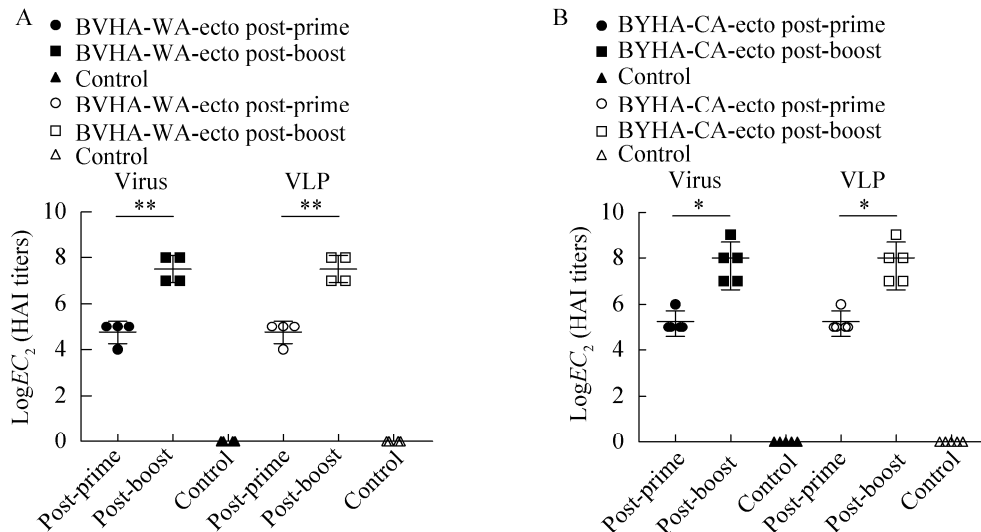 A
BVHA-WA-ecto post-prime
BVHA-WA-ecto post-boost
Control
BVHA-WA-ecto post-prime
BVHA-WA-ecto post-boost
Control
Virus
VLP
**
**
10
8
6
4
2
0
LogEC2 (HAI titers)
Post-prime
Post-boost
Control
Post-prime
Post-boost
Control
B
BYHA-CA-ecto post-prime
BYHA-CA-ecto post-boost
Control
BYHA-CA-ecto post-prime
BYHA-CA-ecto post-boost
Control
Virus
VLP
*
*
10
8
6
4
2
0
LogEC2 (HAI titers)
Post-prime
Post-boost
Control
Post-prime
Post-boost
Control